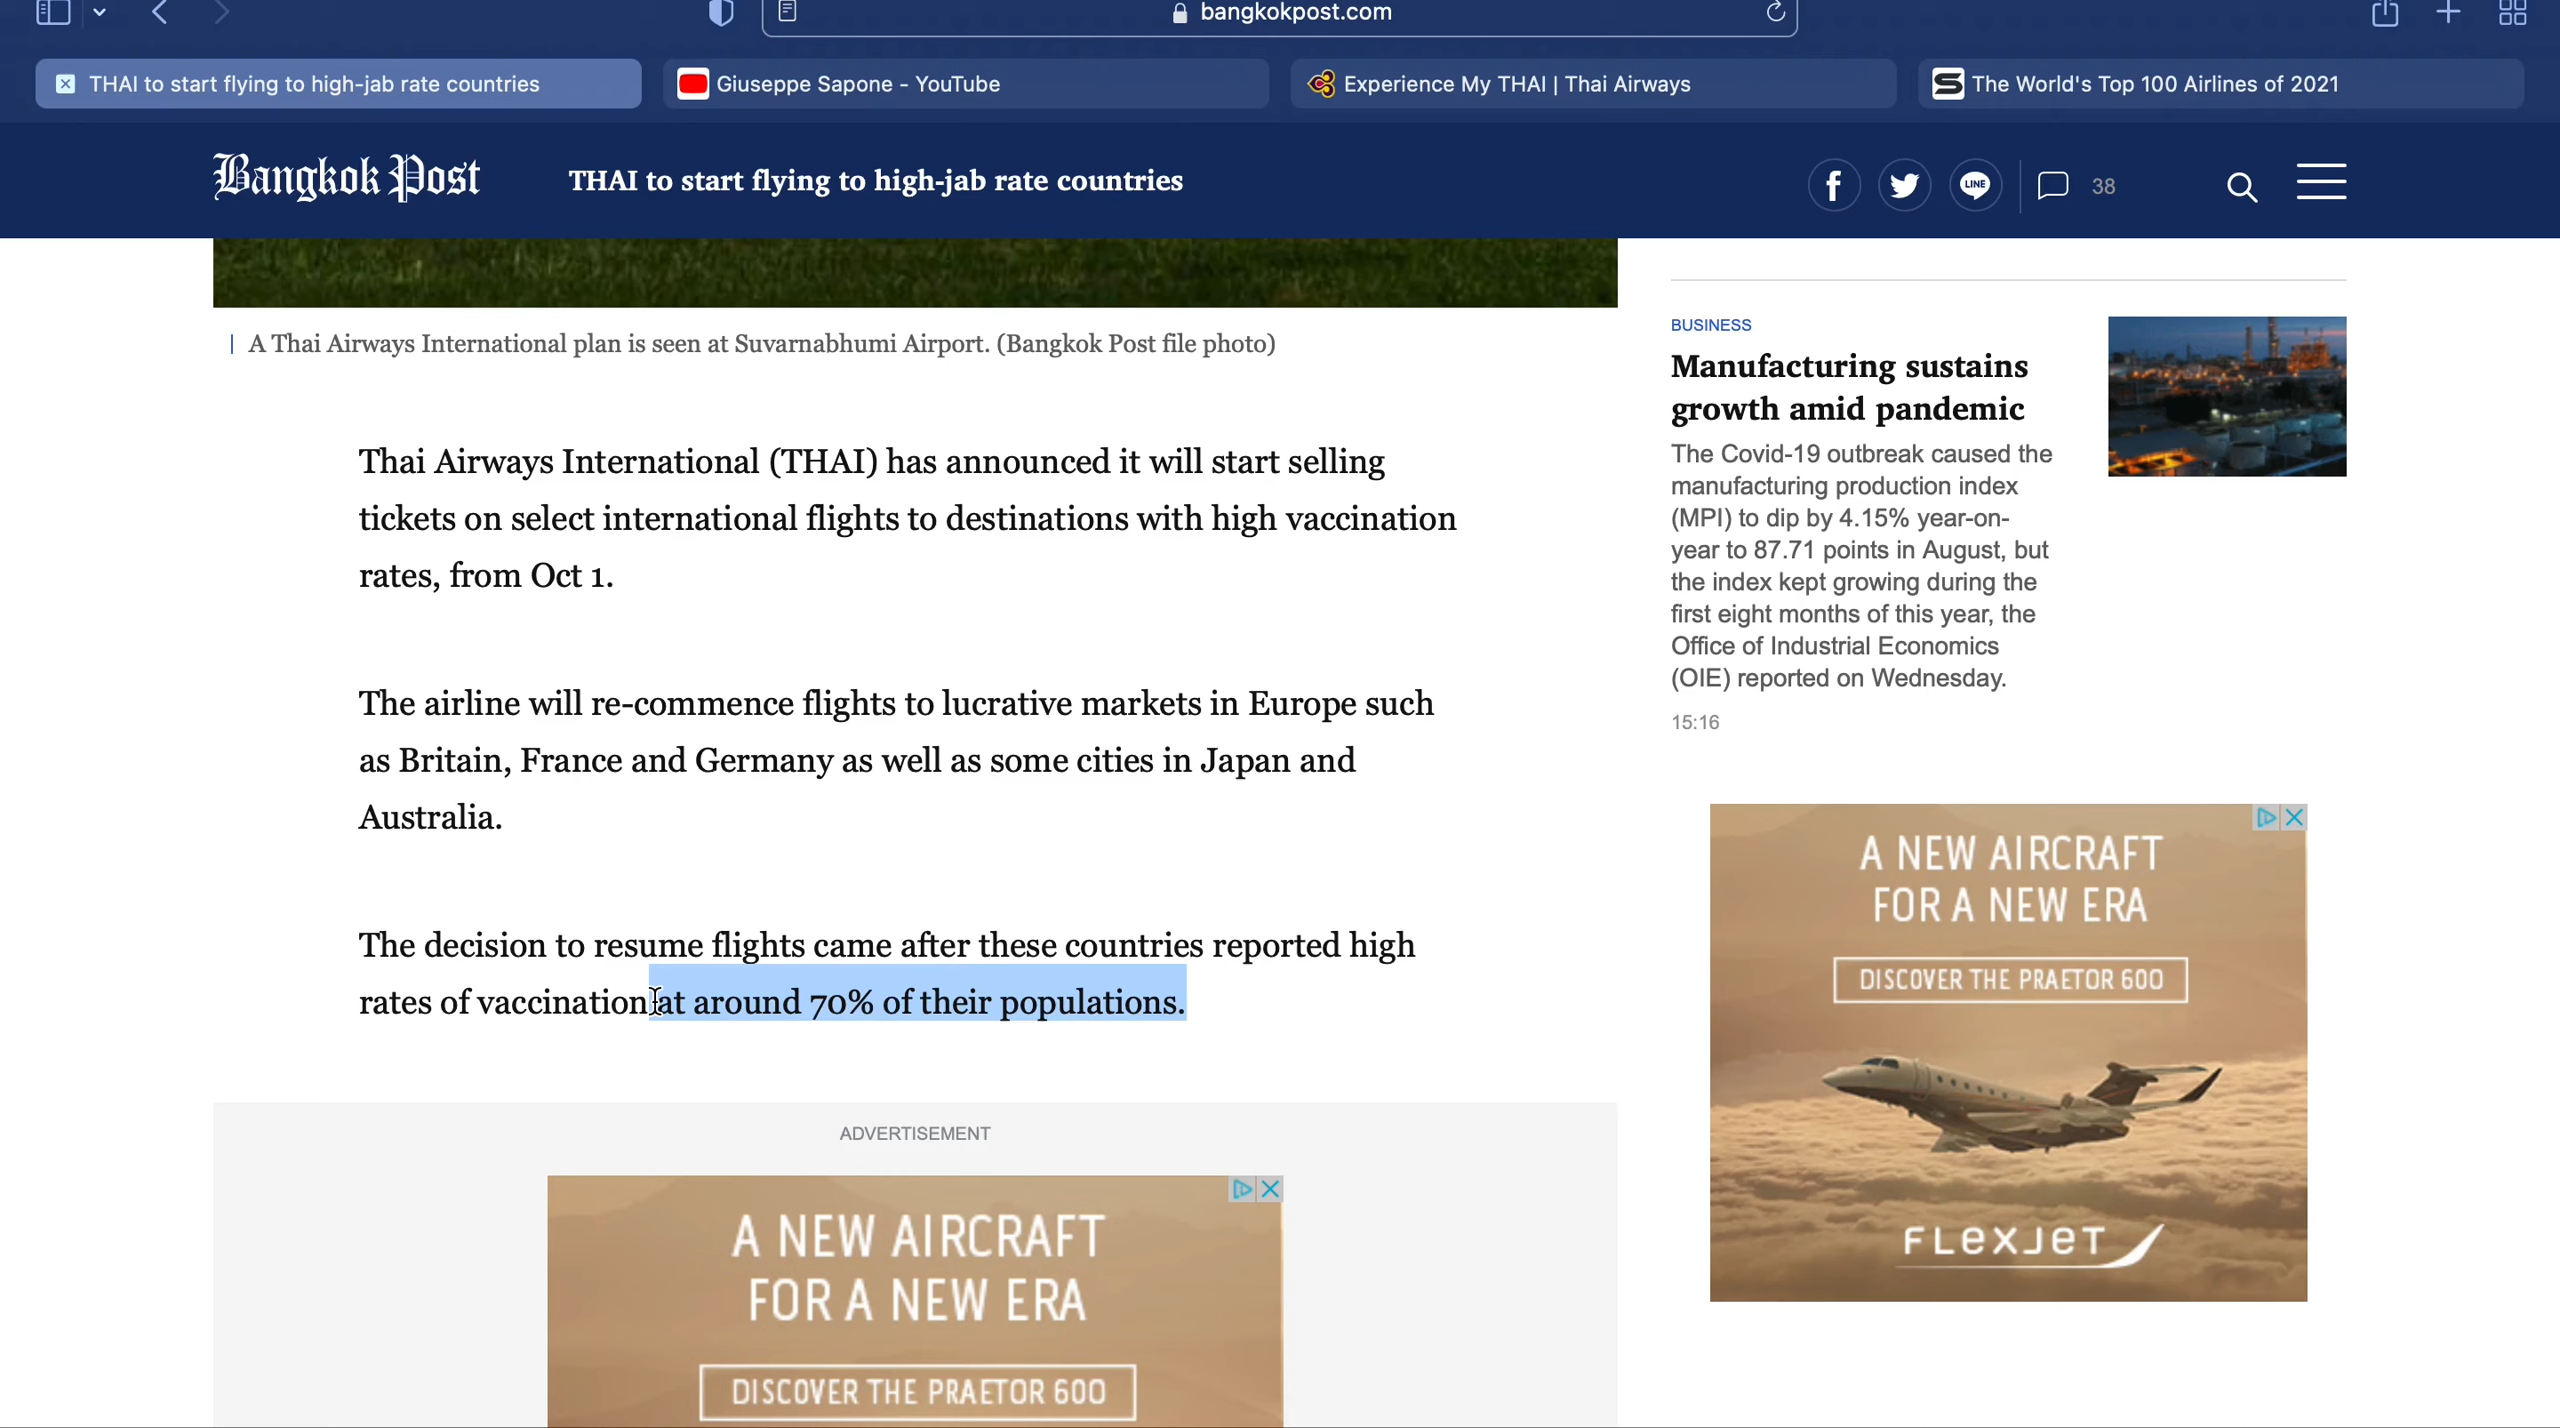 bangkokpost.com
THAI to start flying to high-jab rate countries
Giuseppe Sapone - YouTube
Experience My THAI | Thai Airways
The World's Top 100 Airlines of 2021
Bangkok Post
THAI to start flying to high-jab rate countries
LINE
38
A Thai Airways International plan is seen at Suvarnabhumi Airport. (Bangkok Post file photo)
Thai Airways International (THAI) has announced it will start selling
tickets on select international flights to destinations with high vaccination
rates, from Oct 1.
The airline will re-commence flights to lucrative markets in Europe such
as Britain, France and Germany as well as some cities in Japan and
Australia.
The decision to resume flights came after these countries reported high
rates of vaccination at around 70% of their populations.
ADVERTISEMENT
A NEW AIRCRAFT
FOR A NEW ERA
DISCOVER THE PRAETOR 600
BUSINESS
Manufacturing sustains
growth amid pandemic
The Covid-19 outbreak caused the
manufacturing production index
(MPI) to dip by 4.15% year-on-
year to 87.71 points in August, but
the index kept growing during the
first eight months of this year, the
Office of Industrial Economics
(OIE) reported on Wednesday.
15:16
A NEW AIRCRAFT
FOR A NEW ERA
DISCOVER THE PRAETOR 600
FLEXJET